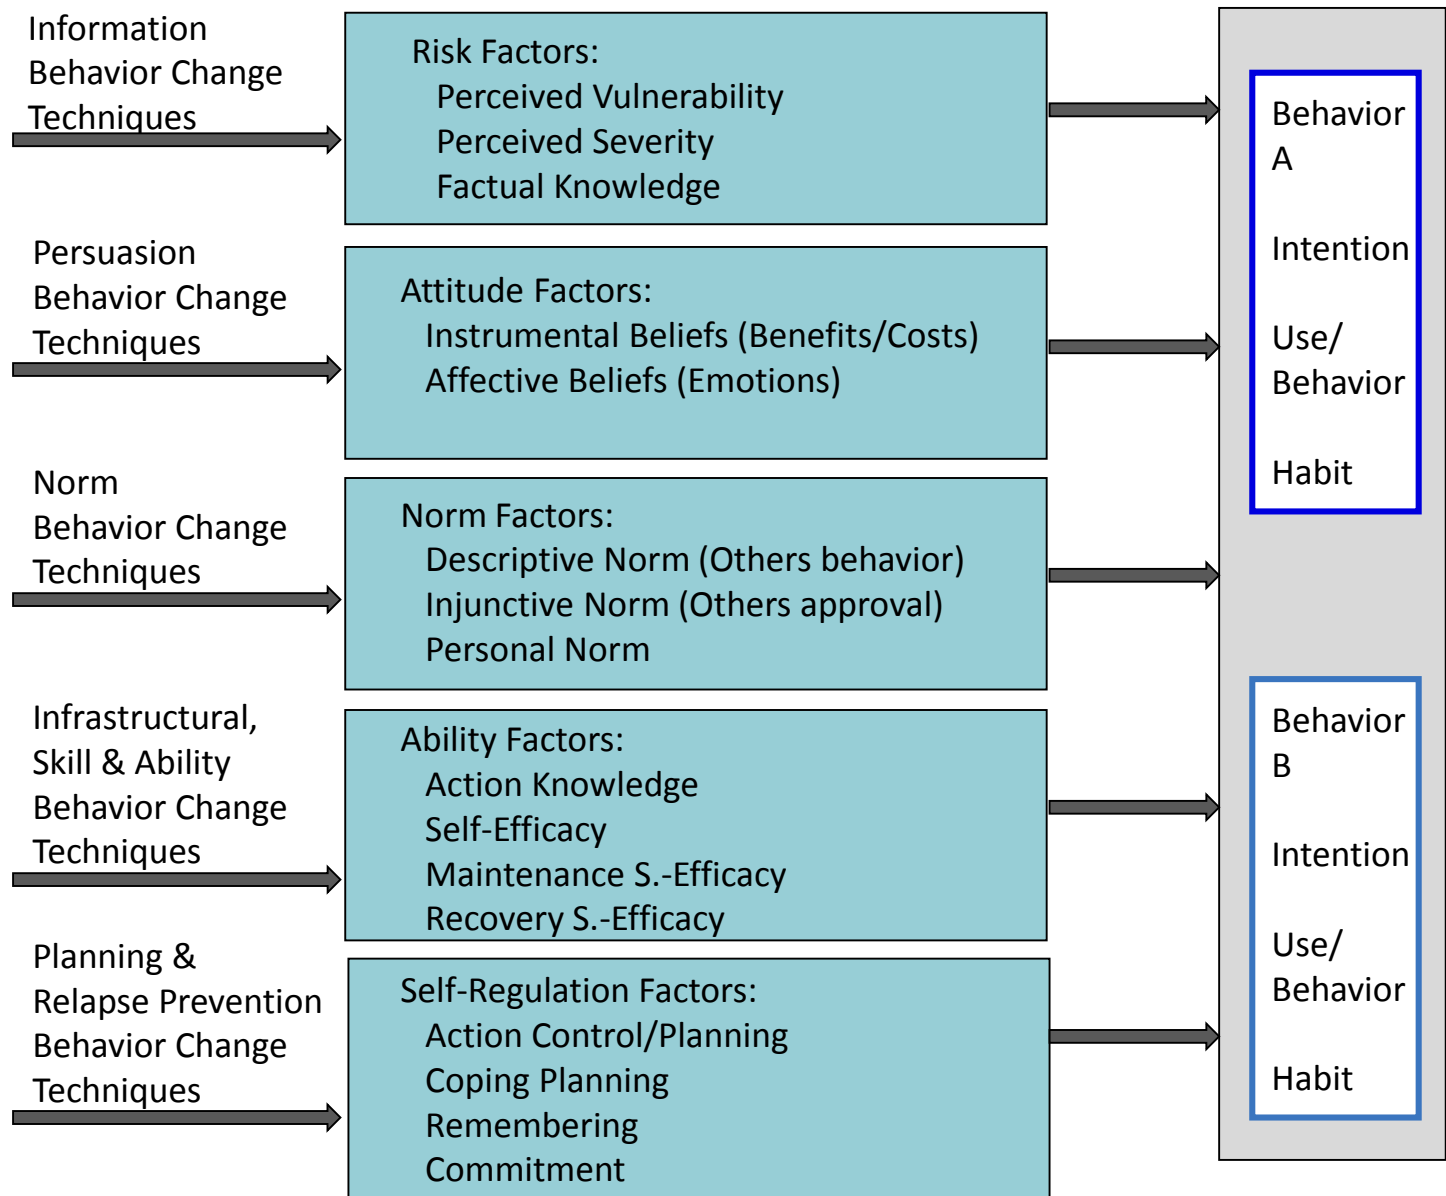 Information
Behavior Change
Techniques
Risk Factors:
Perceived Vulnerability
Perceived Severity
Factual Knowledge
Persuasion
Behavior Change
Techniques
Attitude Factors:
Instrumental Beliefs (Benefits/Costs)
Affective Beliefs (Emotions)
Norm
Behavior Change
Techniques
Norm Factors:
Descriptive Norm (Others behavior)
Injunctive Norm (Others approval)
Personal Norm
Infrastructural,
Skill & Ability
Behavior Change
Techniques
Ability Factors:
Action Knowledge
Self-Efficacy
Maintenance S.-Efficacy
Recovery S.-Efficacy
Planning &
Relapse Prevention
Behavior Change
Techniques
Self-Regulation Factors:
Action Control/Planning
Coping Planning
Remembering
Commitment
Behavior
A
Intention
Use/
Behavior
Habit
Behavior
B
Intention
Use/
Behavior
Habit